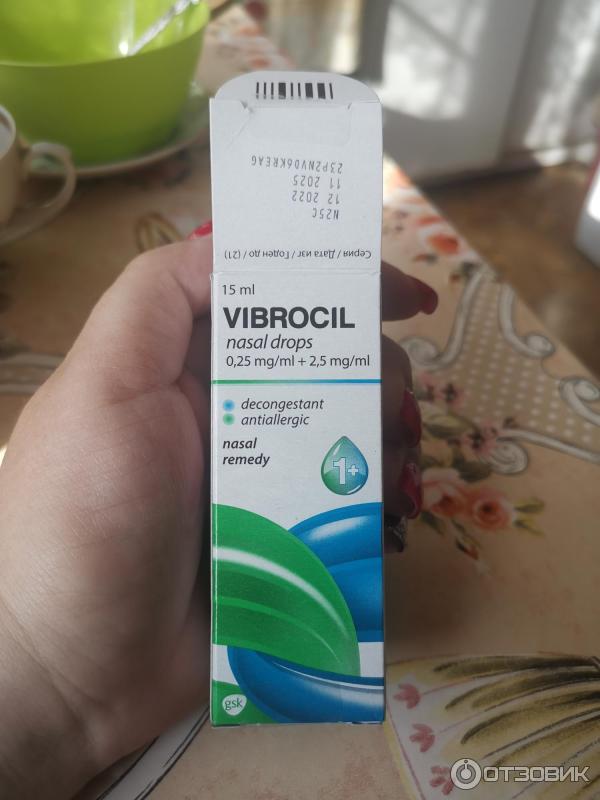 23P2NVD6KREAG
11 2025
12 2022
N25C
Серия / Дата изг / Годен до / (21)
15 ml
VIBROCIL
nasal drops
0,25 mg/ml + 2,5 mg/ml
decongestant
antiallergic
nasal
remedy
1+
gsk
ОТЗОВИК